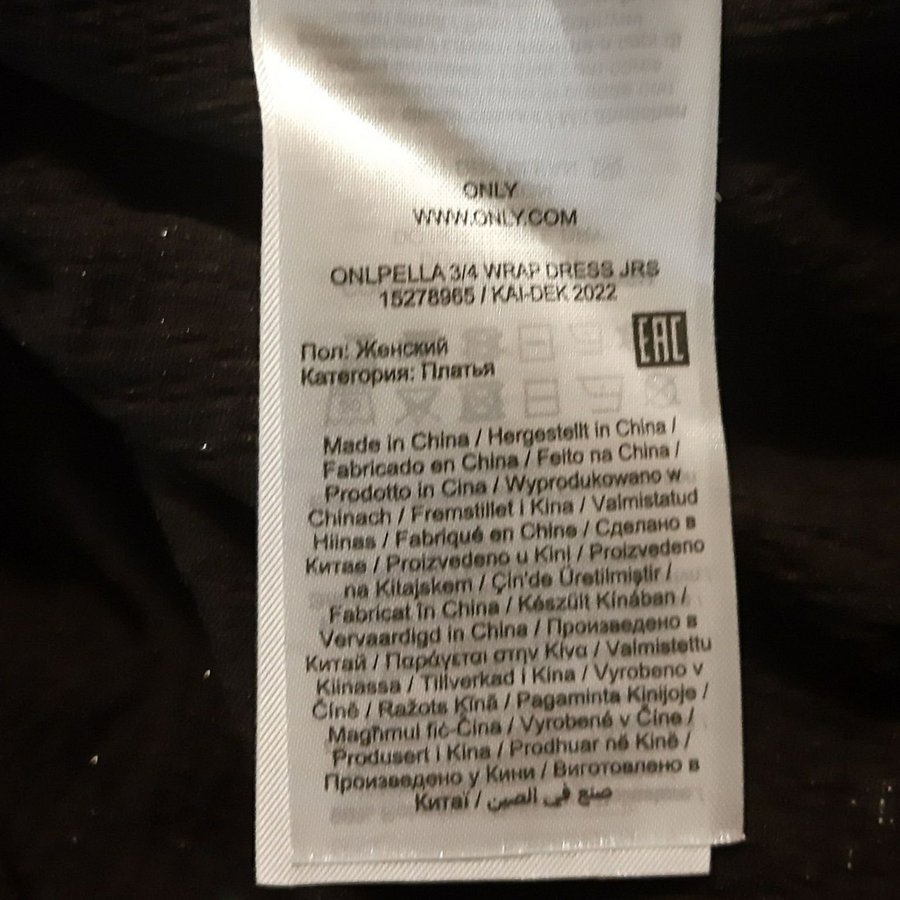 ONLY
WWW.ONLY.COM
ONLPELLA 3/4 WRAP DRESS JRS
15278965 / KAI-DEK 2022
EAC
Пол: Женский
Категория: Платья
Made in China / Hergestellt in China /
Fabricado en China / Feito na China /
Prodotto in Cina / Wyprodukowano w
Chinach / Fremstillet i Kina / Valmistatud
Hiinas / Fabriqué en Chine / Сделано в
Китае / Proizvedeno u Kini / Proizvedeno
na Kitajskem / Çin'de Üretilmiştir /
Fabricat în China / Készült Kínában /
Vervaardigd in China / Произведено в
Китай / Παράγεται στην Κίνα / Valmistettu
Kiinassa / Tillverkad i Kina / Vyrobeno v
Číně / Ražots Ķīnā / Pagaminta Kinijoje /
Magħmul fiċ-Ċina / Vyrobené v Číne /
Produsert i Kina / Prodhuar në Kinë /
Произведено у Кини / Виготовлено в
Китаї / صنع في الصين